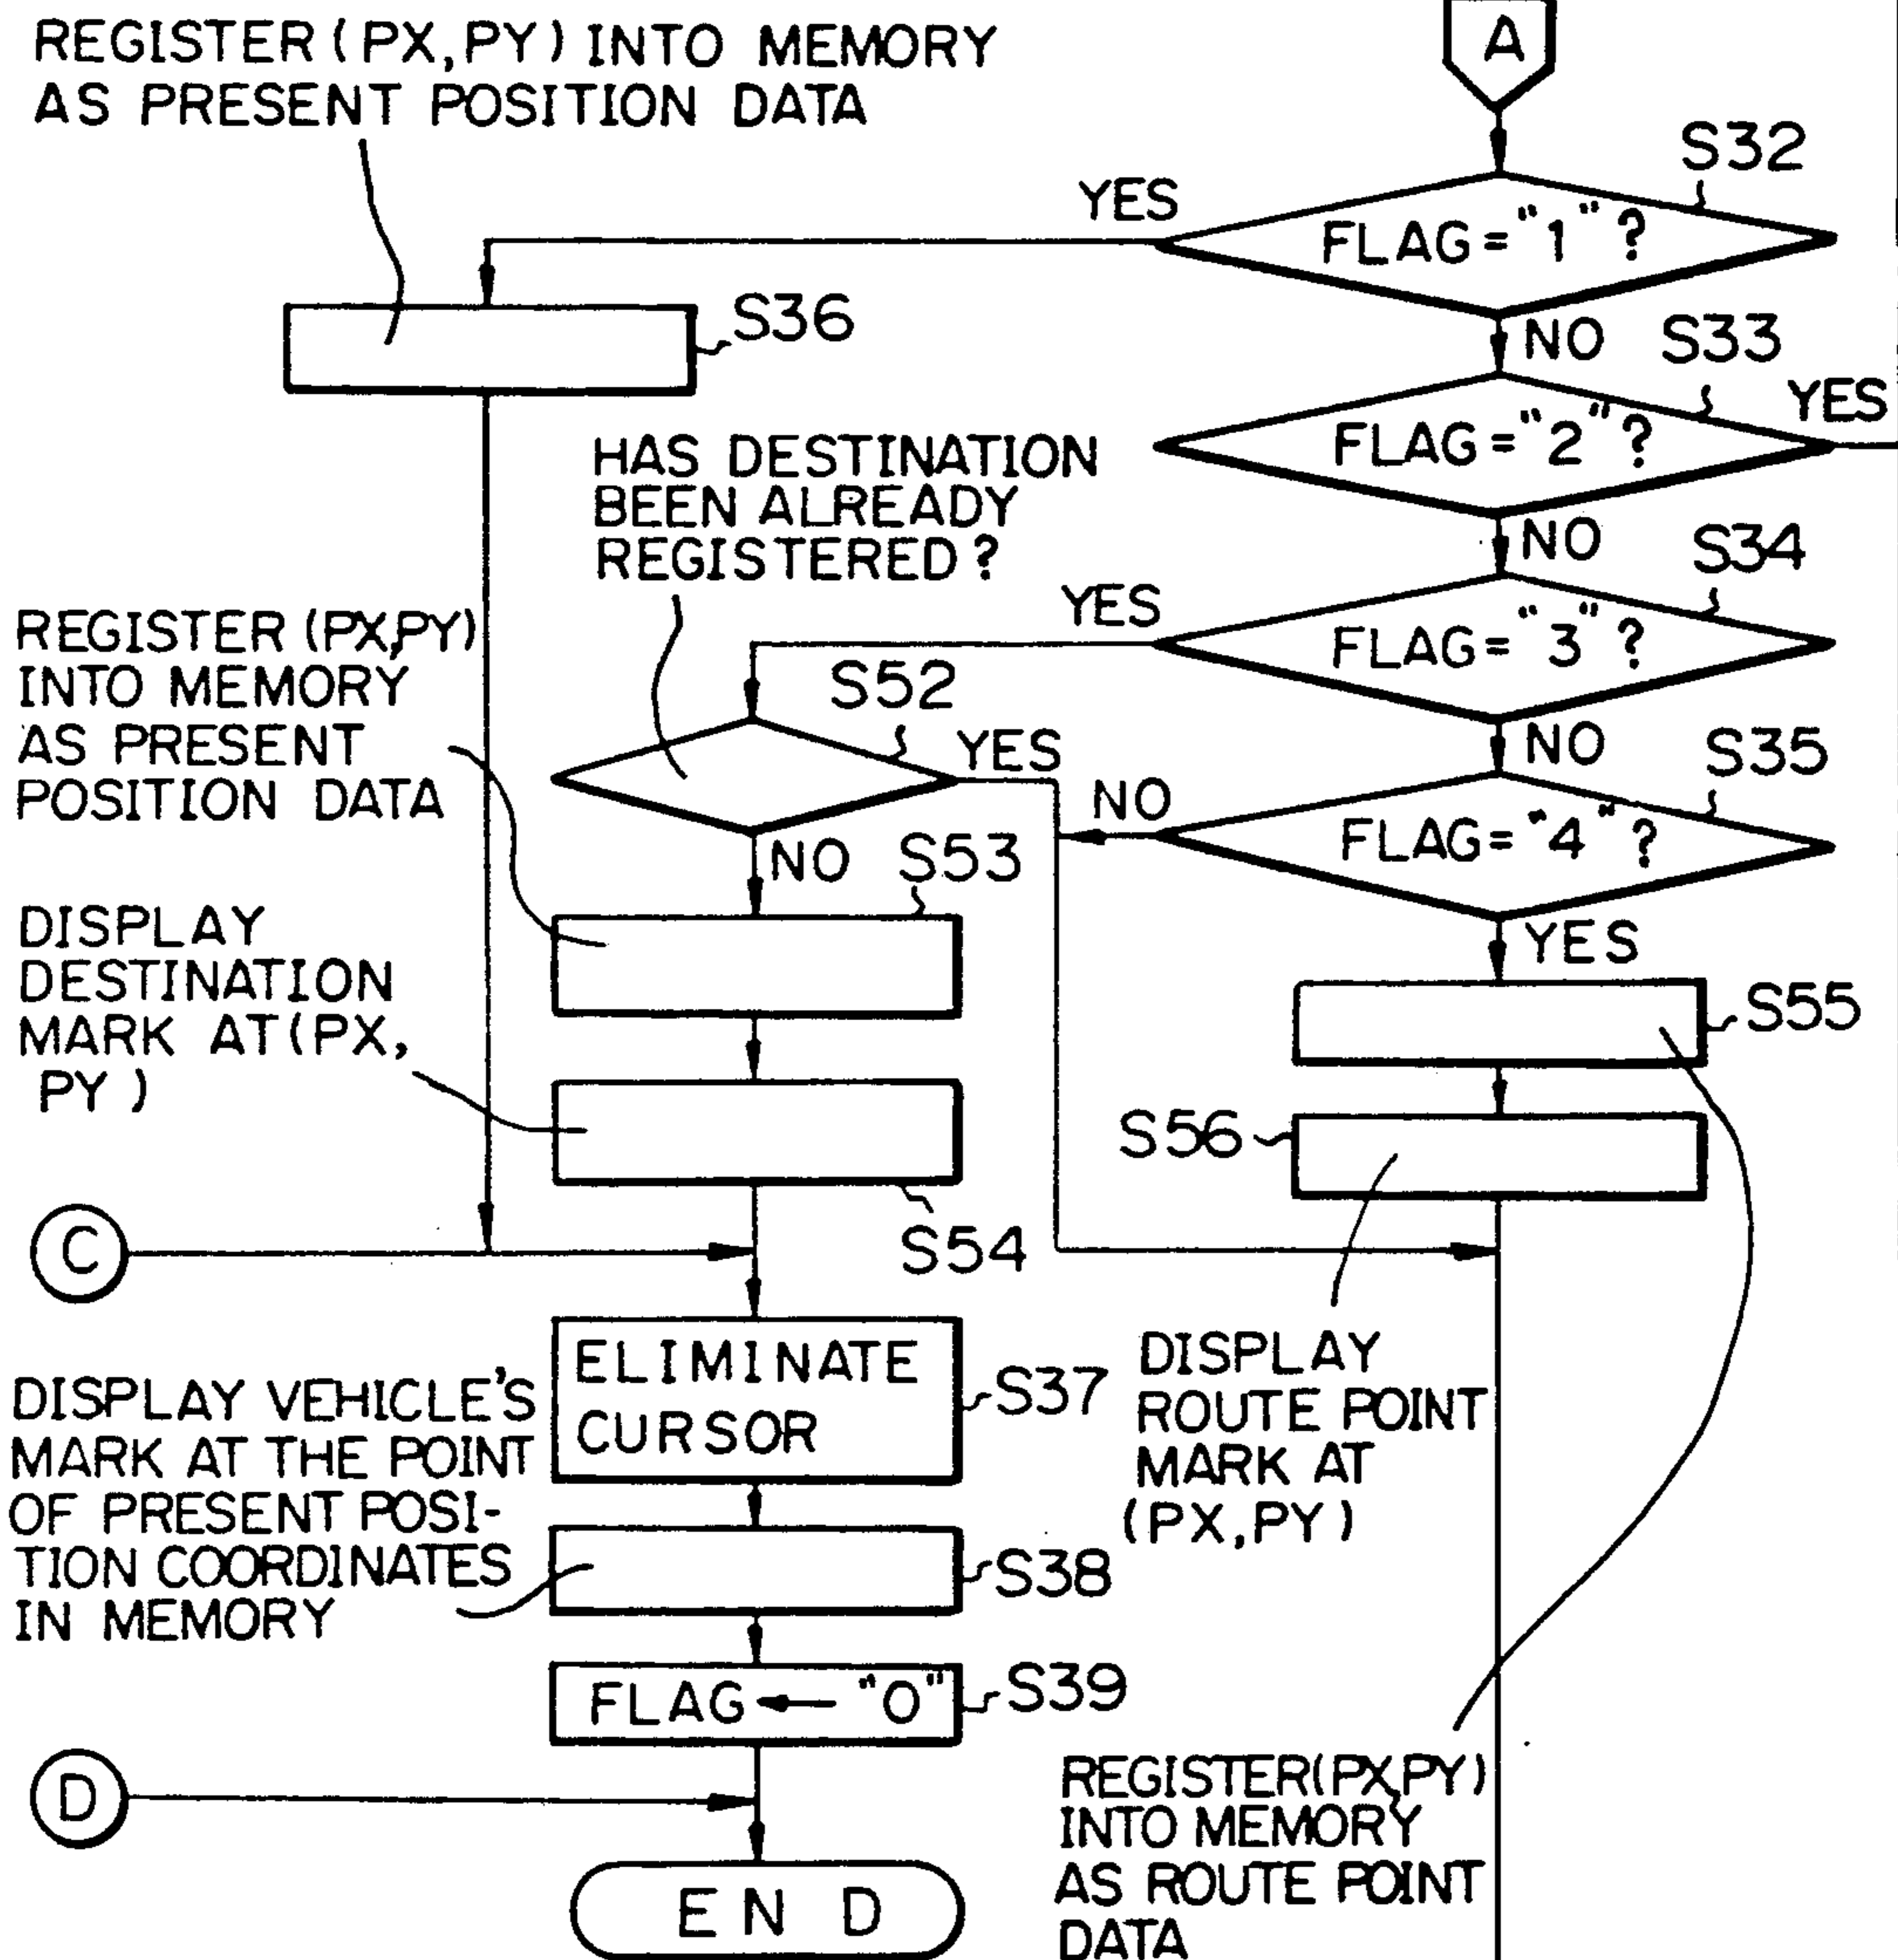 REGISTER (PX, PY) INTO MEMORY
AS PRESENT POSITION DATA
A
S32
YES
FLAG = "1" ?
S36
NO
S33
YES
FLAG = "2" ?
HAS DESTINATION
BEEN ALREADY
REGISTERED ?
NO
S34
YES
FLAG = "3" ?
REGISTER (PX,PY)
INTO MEMORY
AS PRESENT
POSITION DATA
S52
YES
NO
S35
NO
FLAG = "4" ?
NO
S53
YES
DISPLAY
DESTINATION
MARK AT (PX,
PY )
S55
S56
C
S54
ELIMINATE
CURSOR
S37
DISPLAY
ROUTE POINT
MARK AT
(PX, PY )
DISPLAY VEHICLE'S
MARK AT THE POINT
OF PRESENT POSI-
TION COORDINATES
IN MEMORY
S38
FLAG ← "0"
S39
D
REGISTER(PX,PY)
INTO MEMORY
AS ROUTE POINT
DATA
END